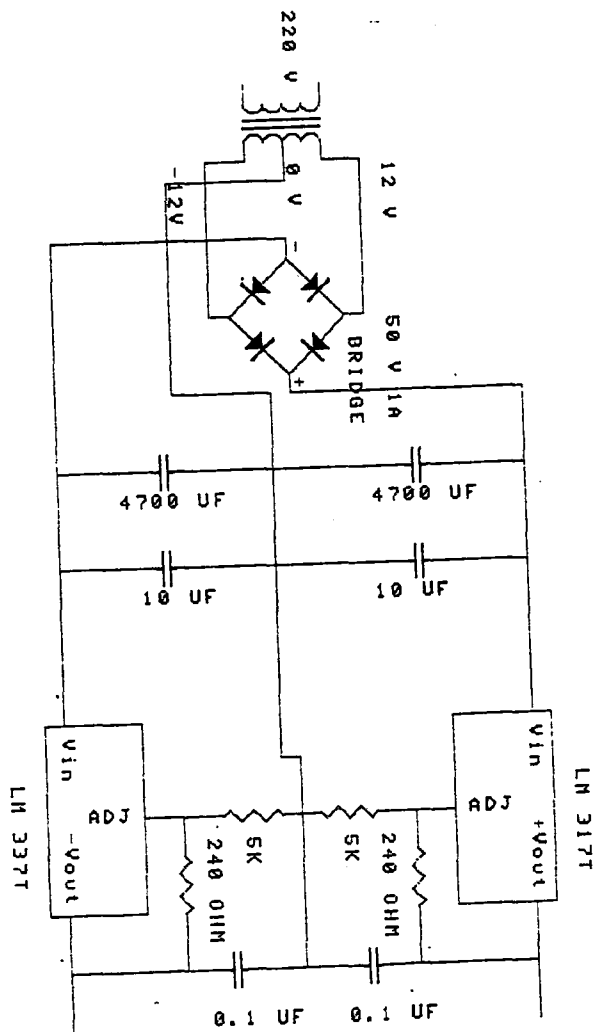 220 V
12 V
0 V
-12V
50 V 1A
BRIDGE
-
+
4700 UF
4700 UF
10 UF
10 UF
LM 317T
Vin
ADJ
+Vout
LM 337T
Vin
ADJ
-Vout
5K
5K
240 OHM
240 OHM
0.1 UF
0.1 UF